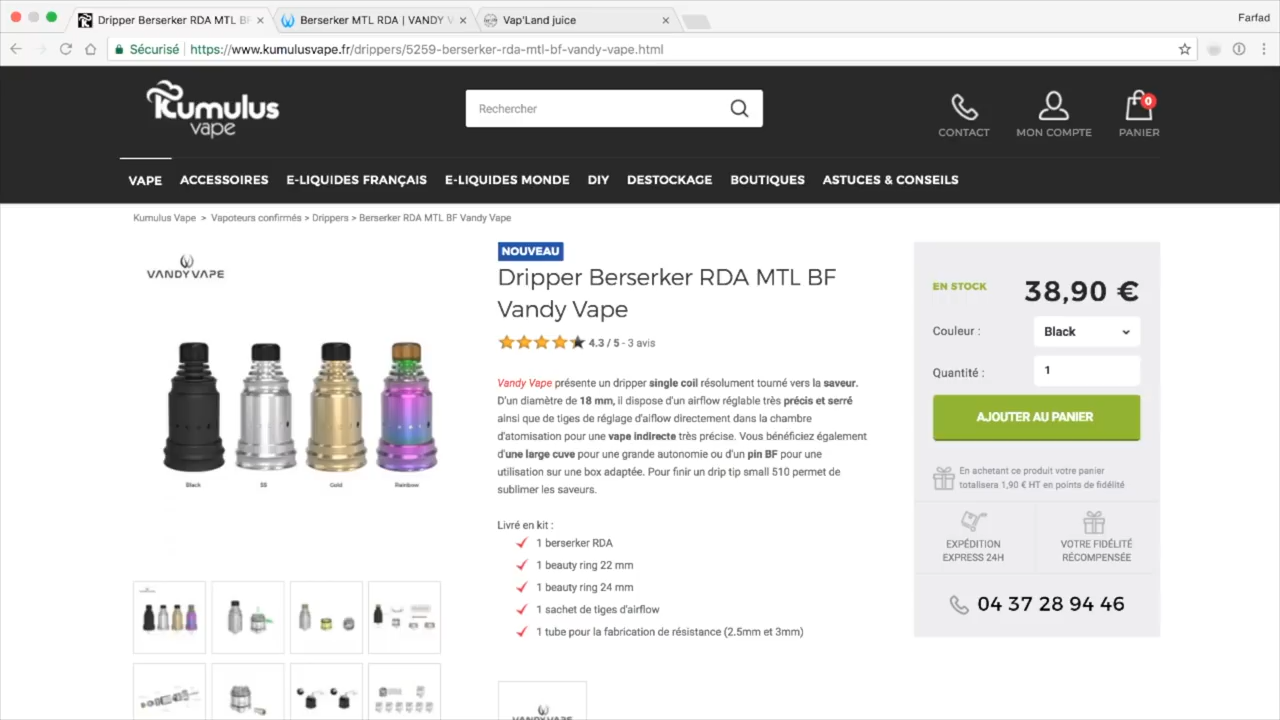 Dripper Berserker RDA MTL BF
Berserker MTL RDA | VANDY V
Vap'Land juice
Farfad
Sécurisé
https://www.kumulusvape.fr/drippers/5259-berserker-rda-mtl-bf-vandy-vape.html
Kumulus
vape
Rechercher
CONTACT
MON COMPTE
0
PANIER
VAPE
ACCESSOIRES
E-LIQUIDES FRANÇAIS
E-LIQUIDES MONDE
DIY
DESTOCKAGE
BOUTIQUES
ASTUCES & CONSEILS
Kumulus Vape > Vapoteurs confirmés > Drippers > Berserker RDA MTL BF Vandy Vape
VANDYVAPE
Black
SS
Gold
Rainbow
NOUVEAU
Dripper Berserker RDA MTL BF
Vandy Vape
4.3 / 5 - 3 avis
Vandy Vape présente un dripper single coil résolument tourné vers la saveur.
D'un diamètre de 18 mm, il dispose d'un airflow réglable très précis et serré
ainsi que de tiges de réglage d'aiflow directement dans la chambre
d'atomisation pour une vape indirecte très précise. Vous bénéficiez également
d'une large cuve pour une grande autonomie ou d'un pin BF pour une
utilisation sur une box adaptée. Pour finir un drip tip small 510 permet de
sublimer les saveurs.
Livré en kit :
1 berserker RDA
1 beauty ring 22 mm
1 beauty ring 24 mm
1 sachet de tiges d'airflow
1 tube pour la fabrication de résistance (2.5mm et 3mm)
VANDYVAPE
EN STOCK
38,90 €
Couleur :
Black
Quantité :
1
AJOUTER AU PANIER
En achetant ce produit votre panier
totalisera 1,90 € HT en points de fidélité
EXPÉDITION
EXPRESS 24H
VOTRE FIDÉLITÉ
RÉCOMPENSÉE
04 37 28 94 46